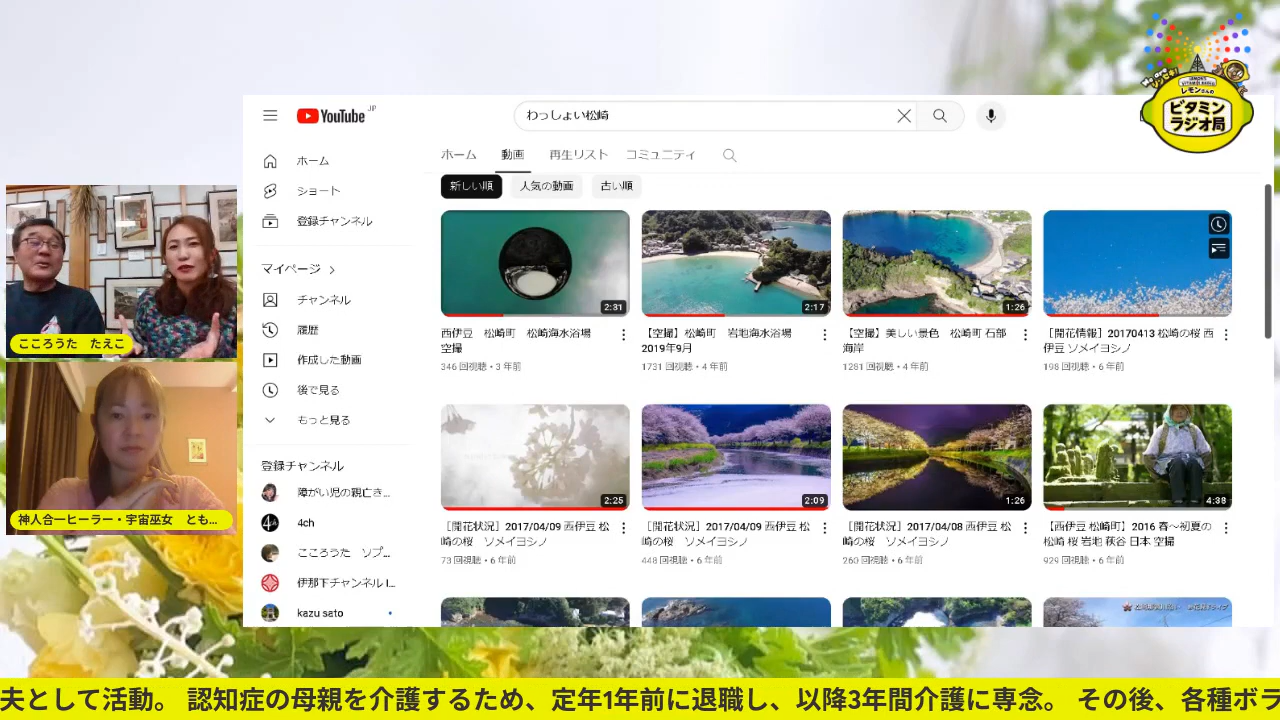 We are ゾンビキ!
LEMON'S VITAMIN RADIO
レモンさんの
ビタミン
ラジオ局
YouTube JP
わっしょい松崎
ホーム 動画 再生リスト コミュニティ
新しい順 人気の動画 古い順
ホーム
ショート
登録チャンネル
マイページ
チャンネル
履歴
作成した動画
後で見る
もっと見る
登録チャンネル
障がい児の親亡き...
4ch
こころうた ソプ...
伊那下チャンネル I...
kazu sato
2:31
西伊豆 松崎町 松崎海水浴場
空撮
346 回視聴・3 年前
2:17
【空撮】松崎町 岩地海水浴場
2019年9月
1731 回視聴・4 年前
1:26
【空撮】美しい景色 松崎町 石部
海岸
1281 回視聴・4 年前
［開花情報］20170413 松崎の桜 西
伊豆 ソメイヨシノ
198 回視聴・6 年前
2:25
［開花状況］2017/04/09 西伊豆 松
崎の桜 ソメイヨシノ
73 回視聴・6 年前
2:09
［開花状況］2017/04/09 西伊豆 松
崎の桜 ソメイヨシノ
448 回視聴・6 年前
1:26
［開花状況］2017/04/08 西伊豆 松
崎の桜 ソメイヨシノ
260 回視聴・6 年前
4:38
【西伊豆 松崎町】2016 春～初夏の
松崎 桜 岩地 萩谷 日本 空撮
929 回視聴・6 年前
こころうた たえこ
神人合一ヒーラー・宇宙巫女 とも...
夫として活動。 認知症の母親を介護するため、定年1年前に退職し、以降3年間介護に専念。 その後、各種ボラ